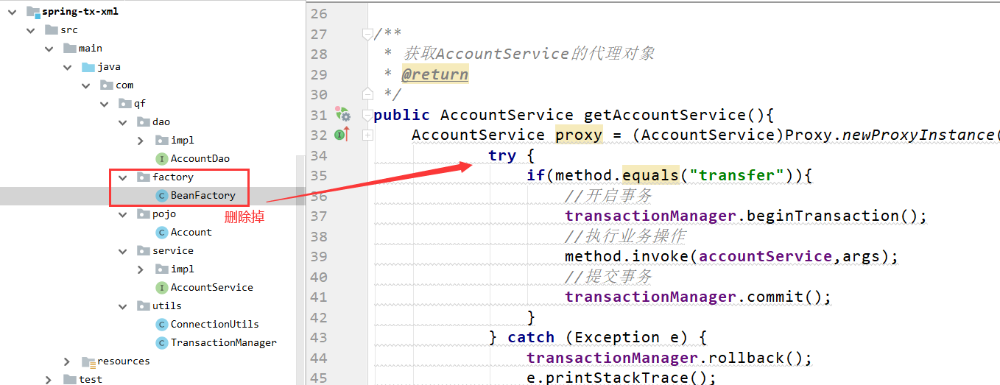 spring-tx-xml
src
main
java
com
qf
dao
impl
AccountDao
factory
BeanFactory
删除掉
pojo
Account
service
impl
AccountService
utils
ConnectionUtils
TransactionManager
resources
test
26
27 /**
28 * 获取AccountService的代理对象
29 * @return
30 */
31 public AccountService getAccountService(){
32 AccountService proxy = (AccountService)Proxy.newProxyInstance(
34 try {
35 if(method.equals("transfer")){
36 //开启事务
37 transactionManager.beginTransaction();
38 //执行业务操作
39 method.invoke(accountService,args);
40 //提交事务
41 transactionManager.commit();
42 }
43 } catch (Exception e) {
44 transactionManager.rollback();
45 e.printStackTrace();